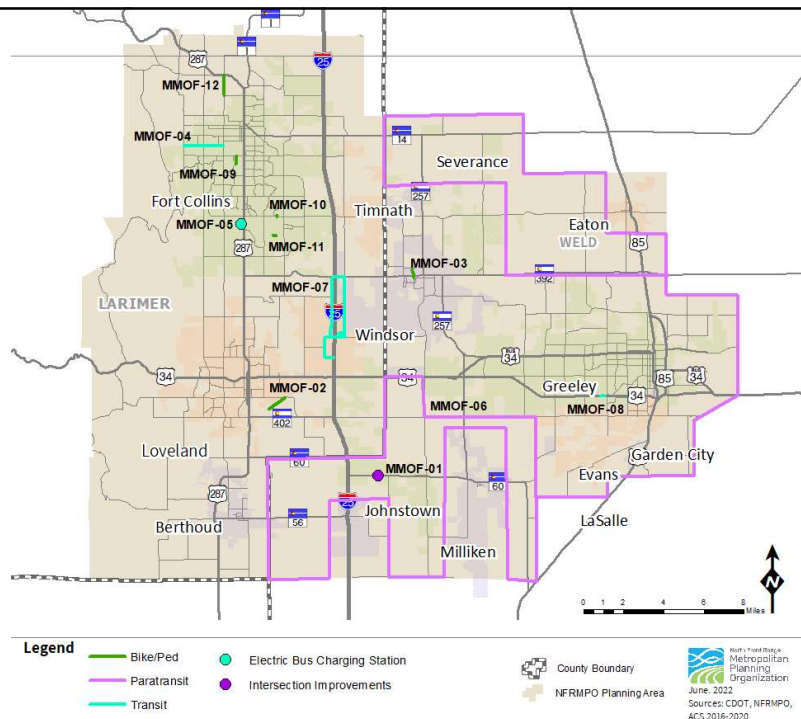 287
25
MMOF-12
MMOF-04
14
Severance
MMOF-09
257
Fort Collins
MMOF-10
Timnath
Eaton
MMOF-05
WELD
85
287
MMOF-11
MMOF-03
392
LARIMER
MMOF-07
25
Windsor
257
34
34
34
85
34
Greeley
34
MMOF-02
MMOF-06
MMOF-08
402
Loveland
60
Garden City
MMOF-01
Evans
60
287
25
Johnstown
LaSalle
Berthoud
56
Milliken
N
0 1 2 4 6 8
Miles
Legend
Bike/Ped
Paratransit
Transit
Electric Bus Charging Station
Intersection Improvements
County Boundary
NFRMPO Planning Area
North Front Range
Metropolitan
Planning
Organization
June, 2022
Sources: CDOT, NFRMPO,
ACS 2016-2020